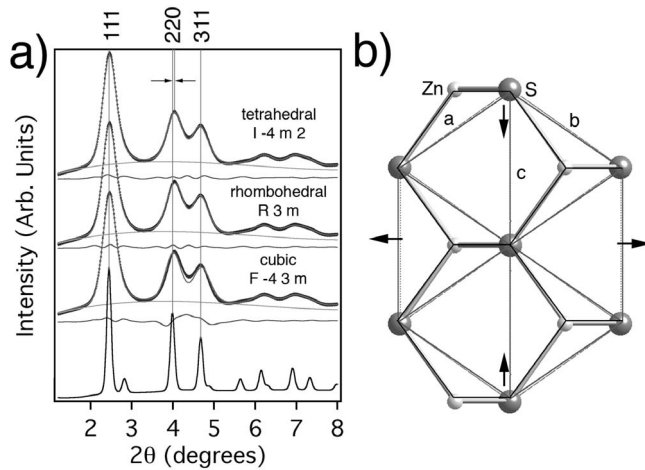 a)
111
220
311
tetrahedral
I -4 m 2
rhombohedral
R 3 m
cubic
F -4 3 m
Intensity (Arb. Units)
2 3 4 5 6 7 8
2θ (degrees)
b)
Zn
S
a
b
c